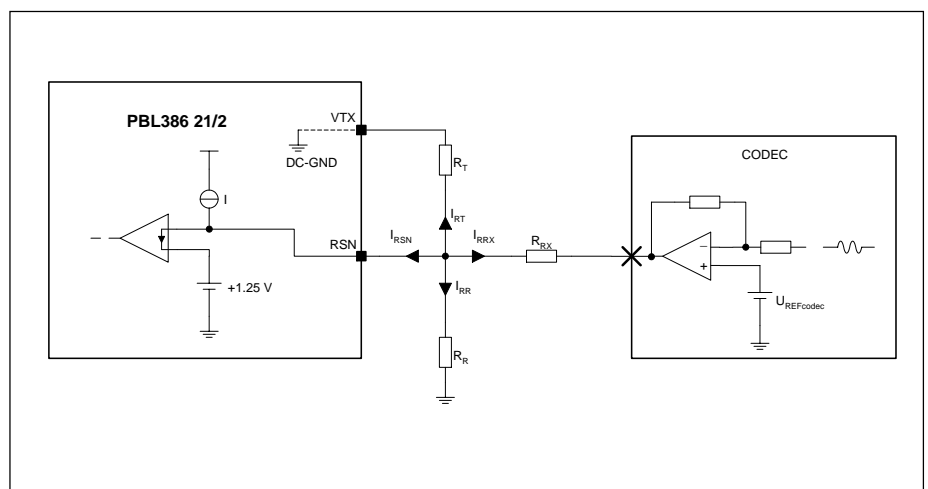 PBL386 21/2
VTX
DC-GND
I
RSN
+1.25 V
R_T
I_RT
I_RSN
I_RRX
R_RX
I_RR
R_R
CODEC
−
+
U_REFcodec